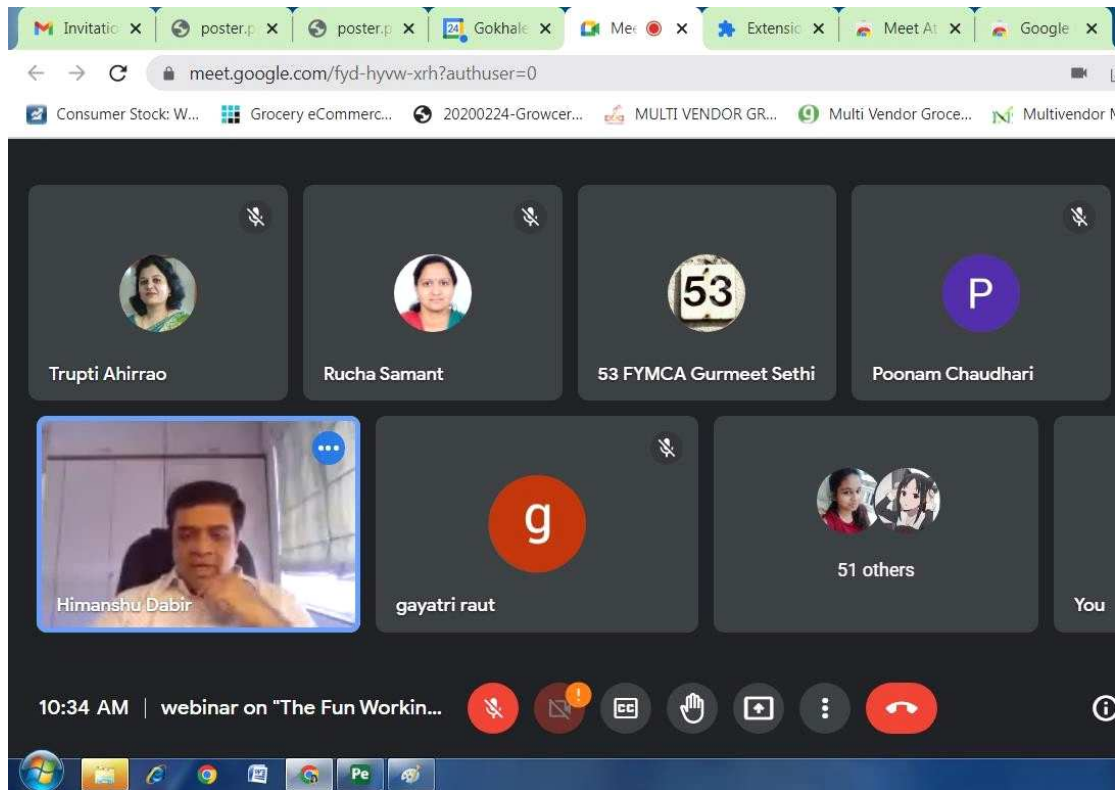 Invitatio
poster.p
poster.p
24
Gokhale
Mee
Extensio
Meet At
Google
meet.google.com/fyd-hyvw-xrh?authuser=0
Consumer Stock: W... Grocery eCommerc... 20200224-Growcer... MULTI VENDOR GR... Multi Vendor Groce... Multivendor M
53
P
Trupti Ahirrao
Rucha Samant
53 FYMCA Gurmeet Sethi
Poonam Chaudhari
g
51 others
Himanshu Dabir
gayatri raut
You
10:34 AM | webinar on "The Fun Workin...
CC
Pe